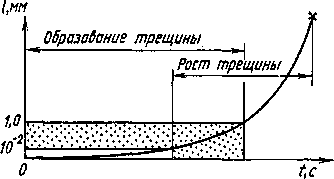 l, мм
Образование трещины
Рост трещины
1,0
10⁻²
0
t, с